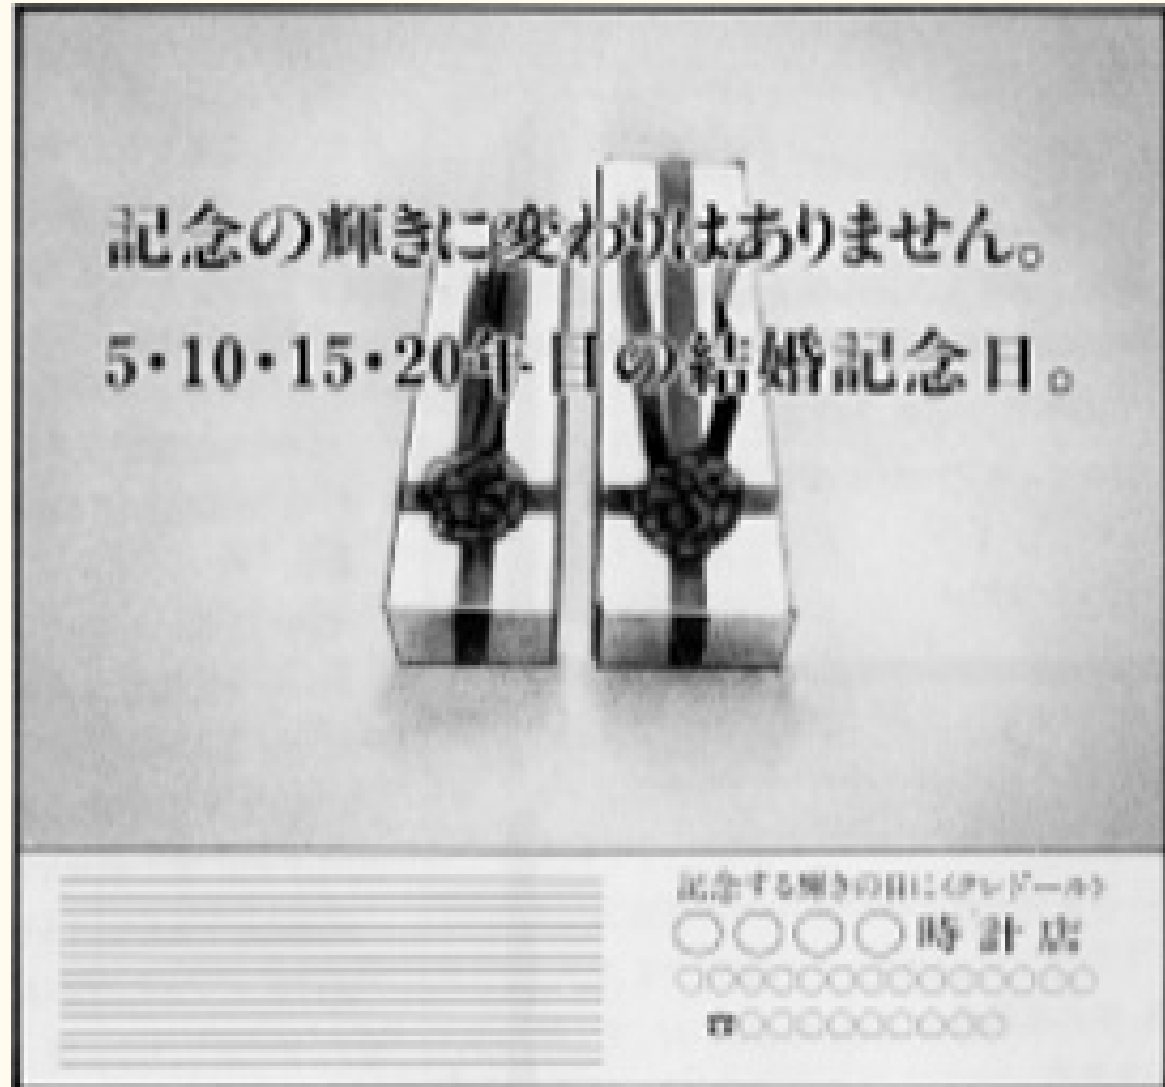 記念の輝きに変わりはありません。
5・10・15・20年目の結婚記念日。
記念する輝きの日に〈クレドール〉
○○○○時計店
○○○○○○○○○○○○○○
☎○○○○○○○○○